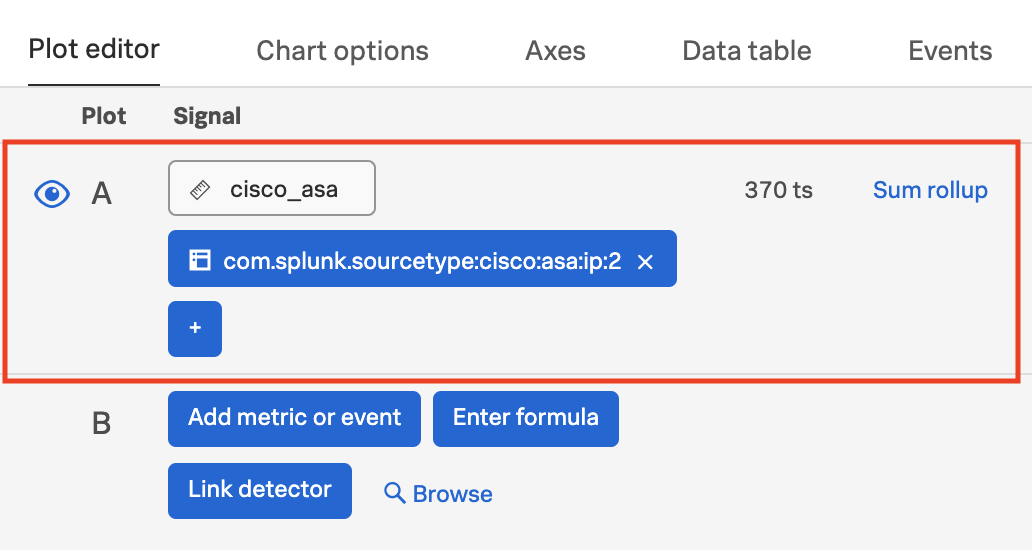 Plot editor Chart options Axes Data table Events
Plot Signal
A cisco_asa 370 ts Sum rollup
com.splunk.sourcetype:cisco:asa:ip:2 ×
+
B Add metric or event Enter formula
Link detector Browse